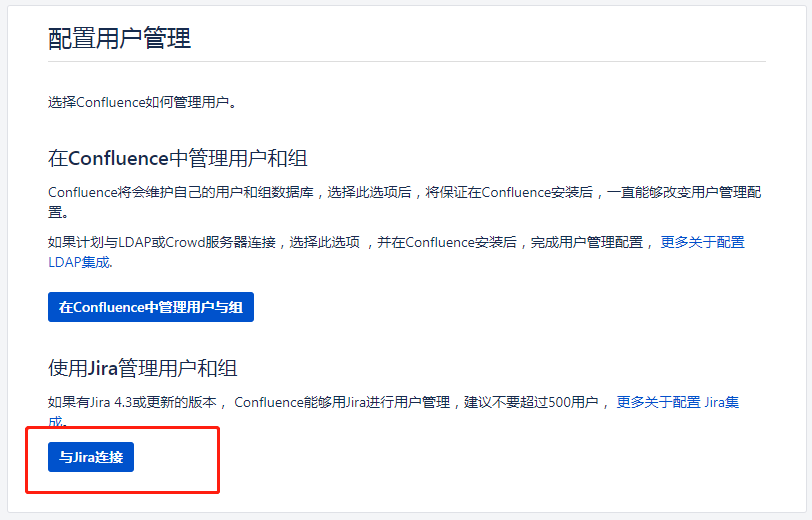 配置用户管理
选择Confluence如何管理用户。
在Confluence中管理用户和组
Confluence将会维护自己的用户和组数据库，选择此选项后，将保证在Confluence安装后，一直能够改变用户管理配
置。
如果计划与LDAP或Crowd服务器连接，选择此选项 ，并在Confluence安装后，完成用户管理配置， 更多关于配置
LDAP集成.
在Confluence中管理用户与组
使用Jira管理用户和组
如果有Jira 4.3或更新的版本， Confluence能够用Jira进行用户管理，建议不要超过500用户， 更多关于配置 Jira集
成。
与Jira连接